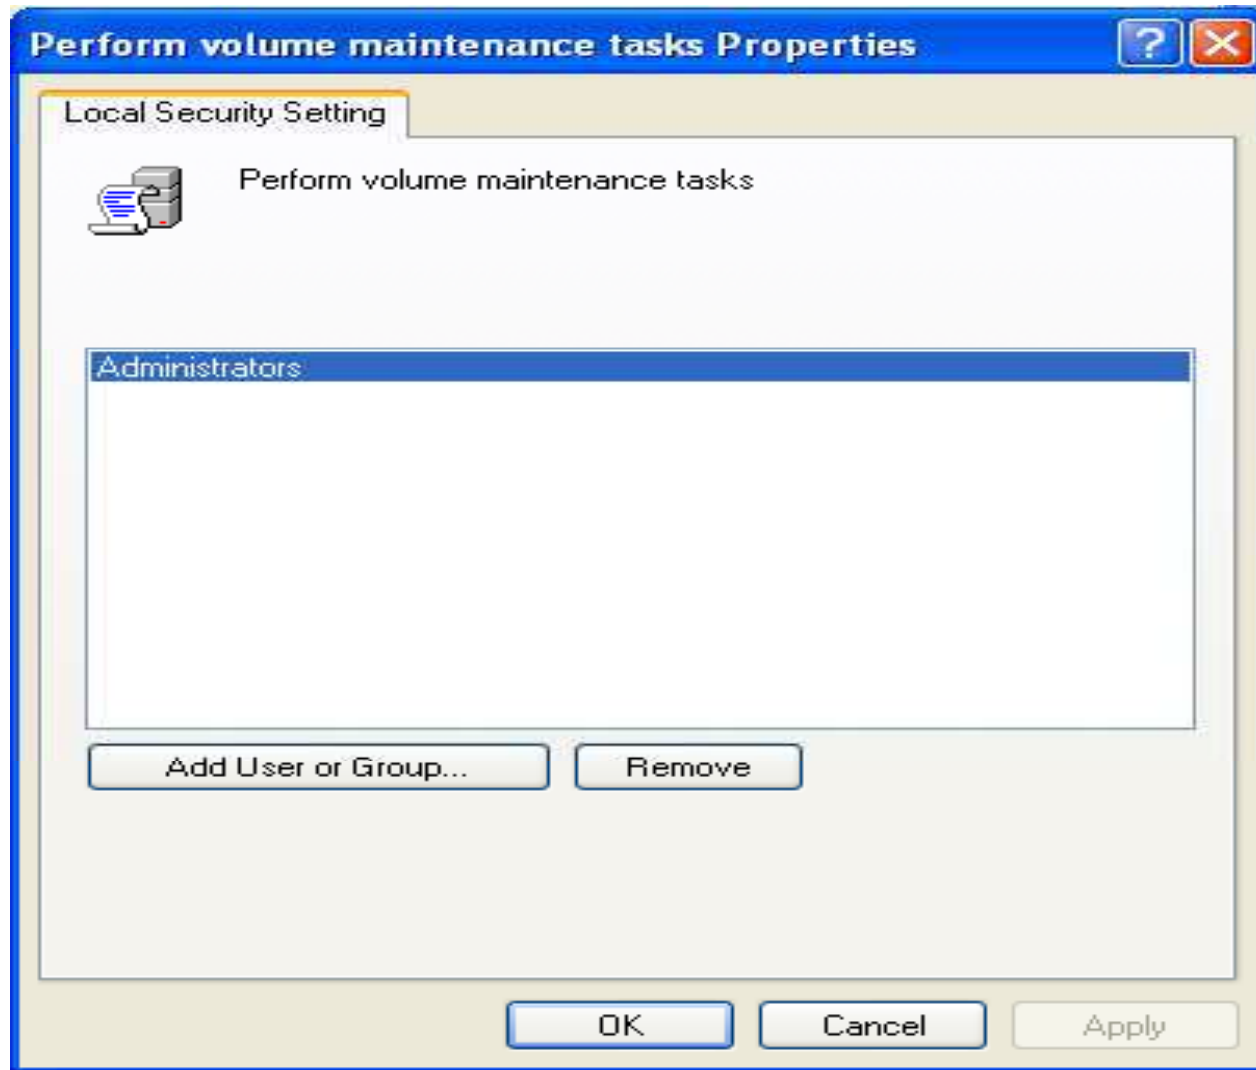 Perform volume maintenance tasks Properties
Local Security Setting
Perform volume maintenance tasks
Administrators
Add User or Group...
Remove
OK
Cancel
Apply